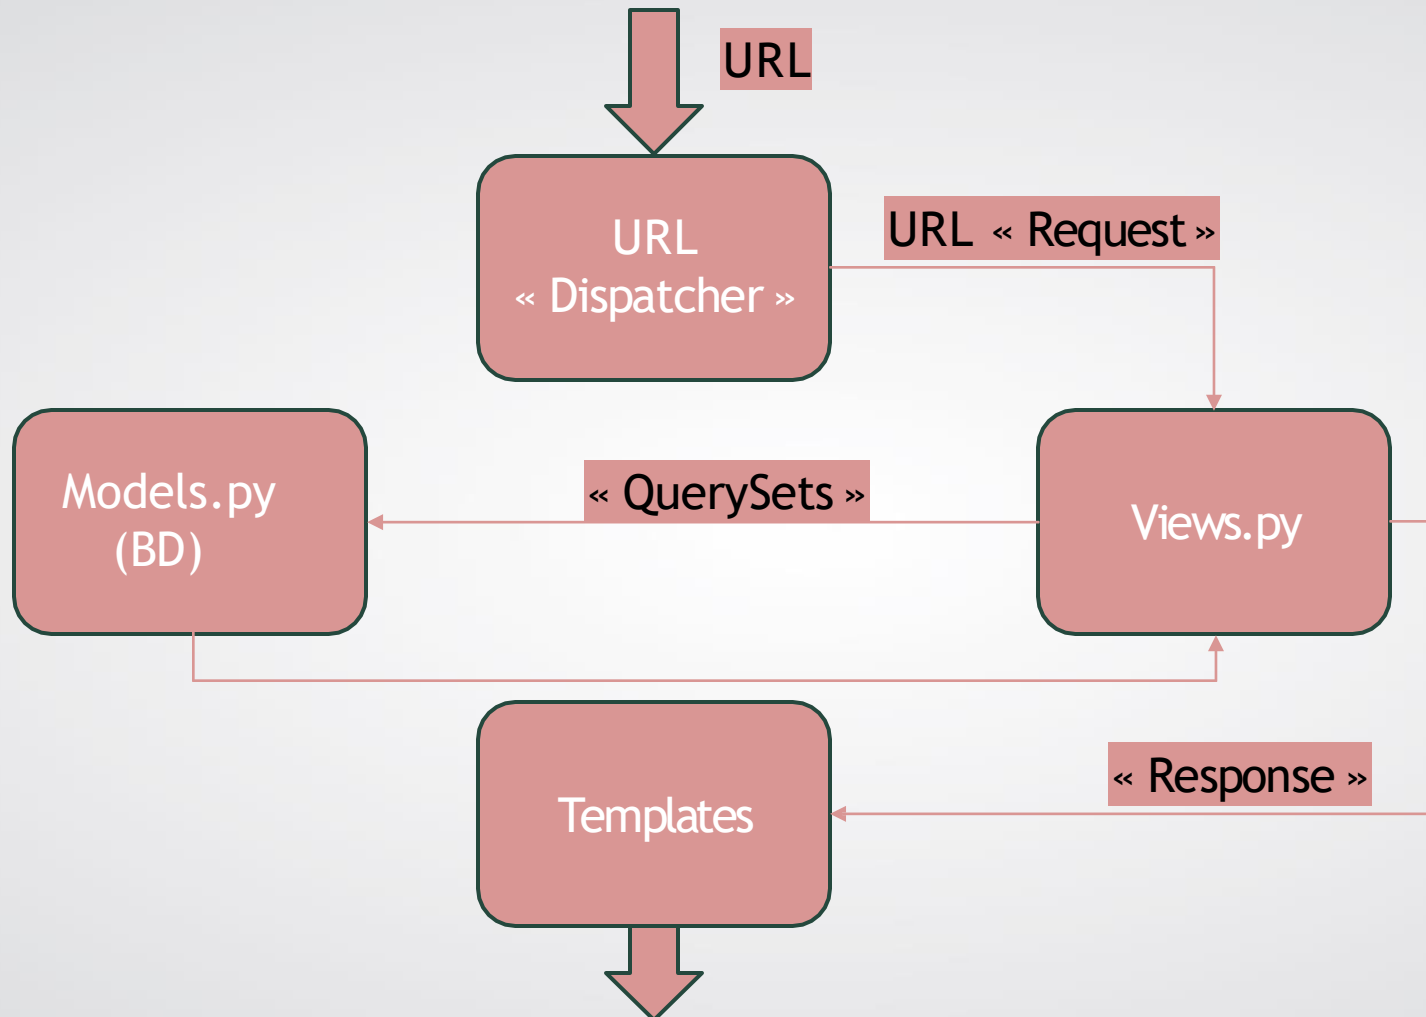 URL
URL
« Dispatcher »
URL « Request »
Models.py
(BD)
« QuerySets »
Views.py
« Response »
Templates